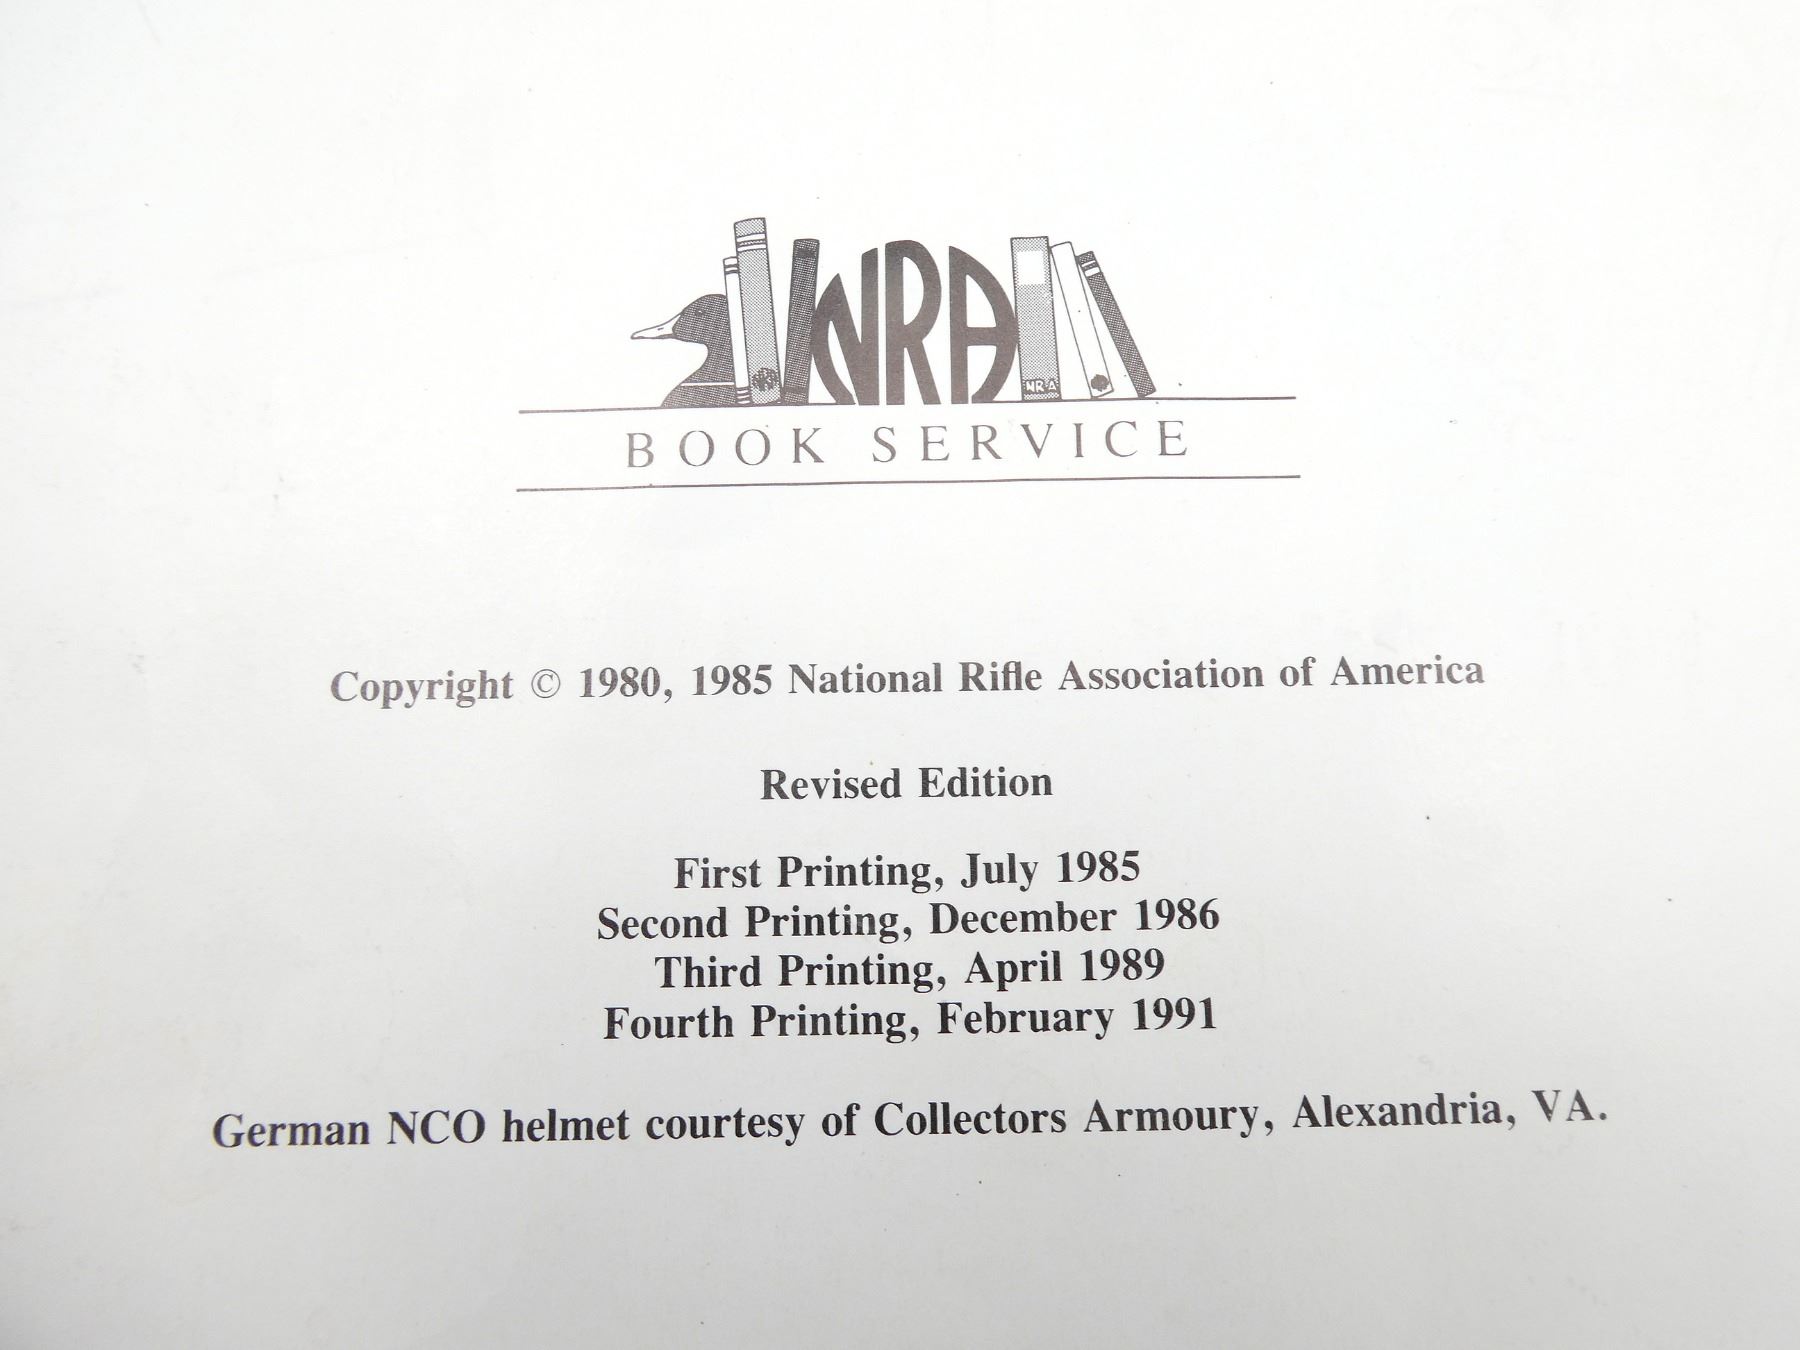 NRA
NRA
BOOK SERVICE
Copyright © 1980, 1985 National Rifle Association of America
Revised Edition
First Printing, July 1985
Second Printing, December 1986
Third Printing, April 1989
Fourth Printing, February 1991
German NCO helmet courtesy of Collectors Armoury, Alexandria, VA.